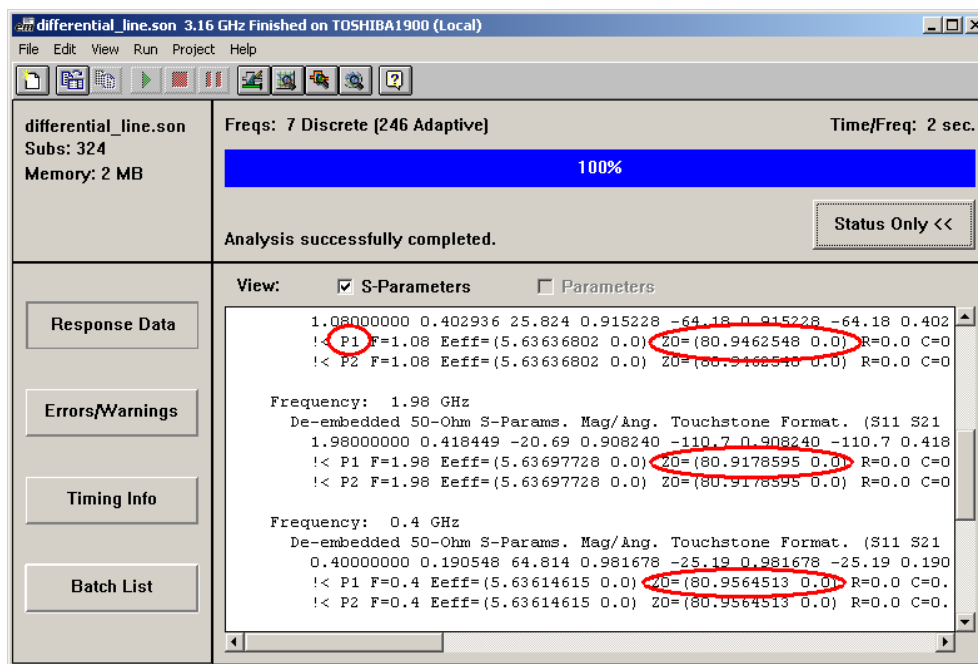 em differential_line.son 3.16 GHz Finished on TOSHIBA1900 (Local)
File Edit View Run Project Help
differential_line.son
Subs: 324
Memory: 2 MB
Freqs: 7 Discrete (246 Adaptive)
Time/Freq: 2 sec.
100%
Analysis successfully completed.
Status Only <<
View:
S-Parameters
Parameters
Response Data
Errors/Warnings
Timing Info
Batch List
1.08000000 0.402936 25.824 0.915228 -64.18 0.915228 -64.18 0.402
!< P1 F=1.08 Eeff=(5.63636802 0.0) Z0=(80.9462548 0.0) R=0.0 C=0
!< P2 F=1.08 Eeff=(5.63636802 0.0) Z0=(80.9462548 0.0) R=0.0 C=0
Frequency: 1.98 GHz
De-embedded 50-Ohm S-Params. Mag/Ang. Touchstone Format. (S11 S21
1.98000000 0.418449 -20.69 0.908240 -110.7 0.908240 -110.7 0.418
!< P1 F=1.98 Eeff=(5.63697728 0.0) Z0=(80.9178595 0.0) R=0.0 C=0
!< P2 F=1.98 Eeff=(5.63697728 0.0) Z0=(80.9178595 0.0) R=0.0 C=0
Frequency: 0.4 GHz
De-embedded 50-Ohm S-Params. Mag/Ang. Touchstone Format. (S11 S21
0.40000000 0.190548 64.814 0.981678 -25.19 0.981678 -25.19 0.190
!< P1 F=0.4 Eeff=(5.63614615 0.0) Z0=(80.9564513 0.0) R=0.0 C=0.
!< P2 F=0.4 Eeff=(5.63614615 0.0) Z0=(80.9564513 0.0) R=0.0 C=0.